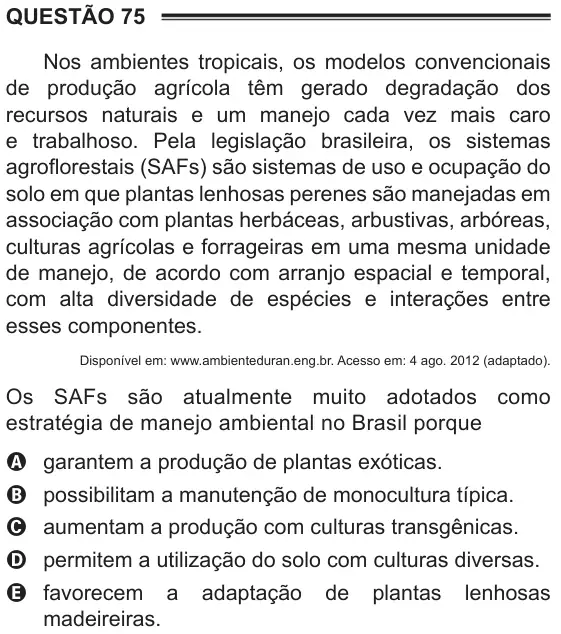 QUESTÃO 75
Nos ambientes tropicais, os modelos convencionais
de produção agrícola têm gerado degradação dos
recursos naturais e um manejo cada vez mais caro
e trabalhoso. Pela legislação brasileira, os sistemas
agroflorestais (SAFs) são sistemas de uso e ocupação do
solo em que plantas lenhosas perenes são manejadas em
associação com plantas herbáceas, arbustivas, arbóreas,
culturas agrícolas e forrageiras em uma mesma unidade
de manejo, de acordo com arranjo espacial e temporal,
com alta diversidade de espécies e interações entre
esses componentes.
Disponível em: www.ambienteduran.eng.br. Acesso em: 4 ago. 2012 (adaptado).
Os SAFs são atualmente muito adotados como
estratégia de manejo ambiental no Brasil porque
A garantem a produção de plantas exóticas.
B possibilitam a manutenção de monocultura típica.
C aumentam a produção com culturas transgênicas.
D permitem a utilização do solo com culturas diversas.
E favorecem a adaptação de plantas lenhosas
madeireiras.